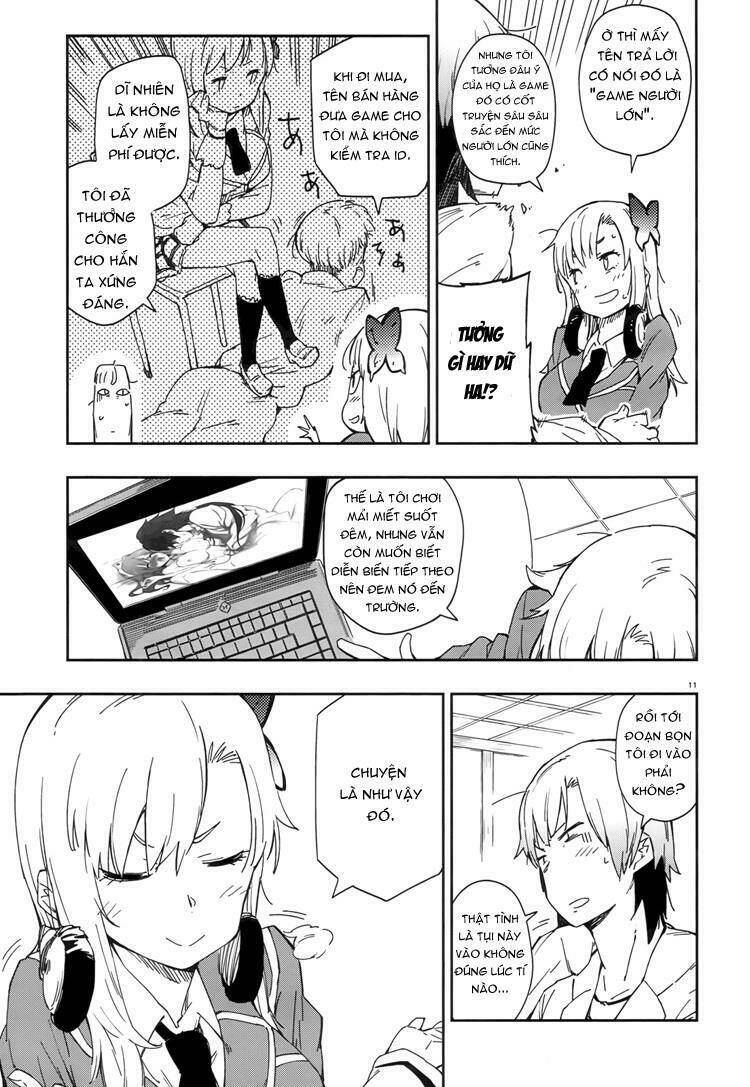 Ở THÌ MẤY
TÊN TRẢ LỜI
CÓ NÓI ĐÓ LÀ
"GAME NGƯỜI
LỚN".
NHƯNG TÔI
TƯỞNG ĐÂU Ý
CỦA HỌ LÀ GAME
ĐÓ CÓ CỐT
TRUYỆN SÂU SÂU
SẮC ĐẾN MỨC
NGƯỜI LỚN CŨNG
THÍCH.
TƯỞNG
GÌ HAY DỮ
HA!?
KHI ĐI MUA,
TÊN BÁN HÀNG
ĐƯA GAME CHO
TÔI MÀ KHÔNG
KIỂM TRA ID.
DĨ NHIÊN
LÀ KHÔNG
LẤY MIỄN
PHÍ ĐƯỢC.
TÔI ĐÃ
THƯỞNG
CÔNG
CHO HẮN
TA XỨNG
ĐÁNG.
あぁ
あぁぁ
THẾ LÀ TÔI CHƠI
MẢI MIẾT SUỐT
ĐÊM, NHƯNG VẪN
CÒN MUỐN BIẾT
DIỄN BIẾN TIẾP THEO
NÊN ĐEM NÓ ĐẾN
TRƯỜNG.
11
RỒI TỚI
ĐOẠN BỌN
TÔI ĐI VÀO
PHẢI
KHÔNG?
THẬT TÌNH
LÀ TỤI NÀY
VÀO KHÔNG
ĐÚNG LÚC TÍ
NÀO...
CHUYỆN
LÀ NHƯ VẬY
ĐÓ.